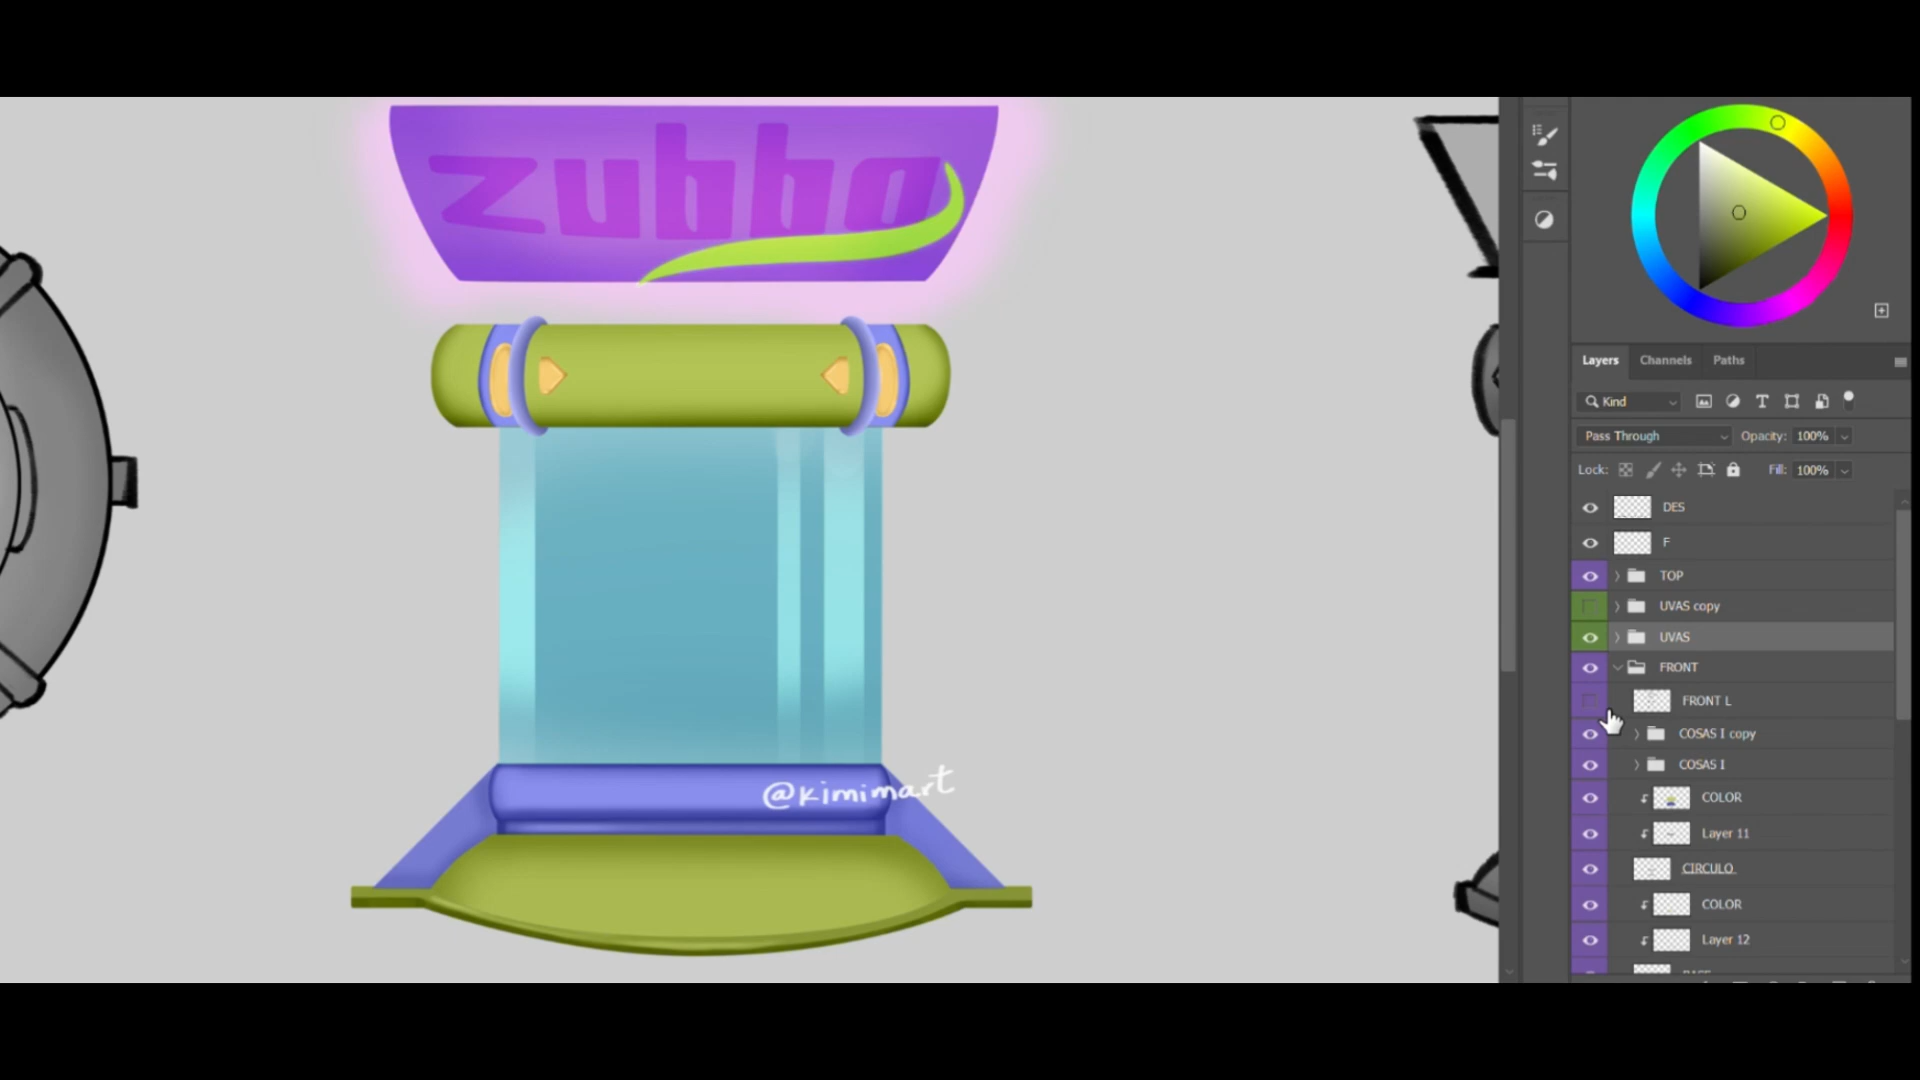 zubbo
@kimimart
Layers Channels Paths
Kind
Pass Through Opacity: 100%
Lock: Fill: 100%
DES
F
TOP
UVAS copy
UVAS
FRONT
FRONT L
COSAS I copy
COSAS I
COLOR
Layer 11
CIRCULO
COLOR
Layer 12